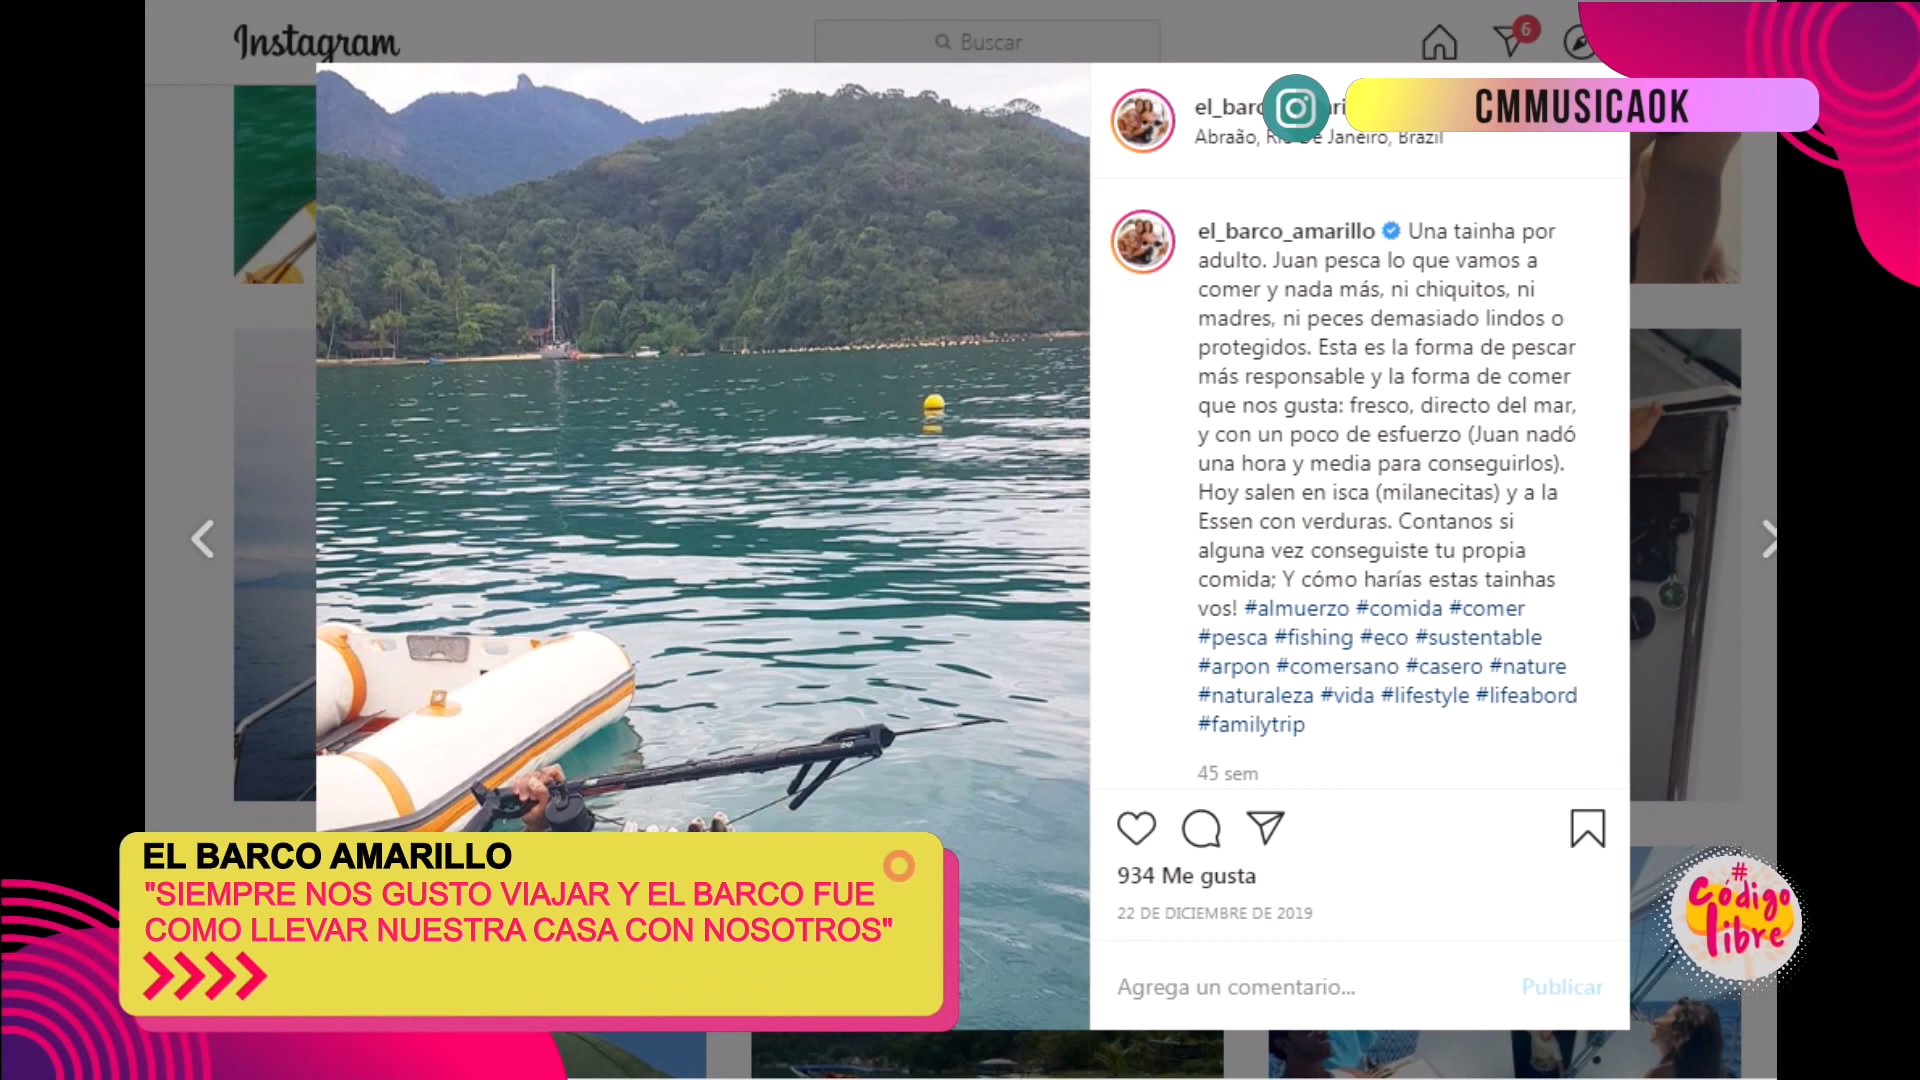 Instagram
Buscar
6
CMMUSICAOK
Abraão, Ri De Janeiro, Brazil
el_barco_amarillo Una tainha por
adulto. Juan pesca lo que vamos a
comer y nada más, ni chiquitos, ni
madres, ni peces demasiado lindos o
protegidos. Esta es la forma de pescar
más responsable y la forma de comer
que nos gusta: fresco, directo del mar,
y con un poco de esfuerzo (Juan nadó
una hora y media para conseguirlos).
Hoy salen en isca (milanecitas) y a la
Essen con verduras. Contanos si
alguna vez conseguiste tu propia
comida; Y cómo harías estas tainhas
vos! #almuerzo #comida #comer
#pesca #fishing #eco #sustentable
#arpon #comersano #casero #nature
#naturaleza #vida #lifestyle #lifeabord
#familytrip
45 sem
934 Me gusta
22 DE DICIEMBRE DE 2019
Agrega un comentario... Publicar
EL BARCO AMARILLO
"SIEMPRE NOS GUSTO VIAJAR Y EL BARCO FUE
COMO LLEVAR NUESTRA CASA CON NOSOTROS"
#
Código
libre